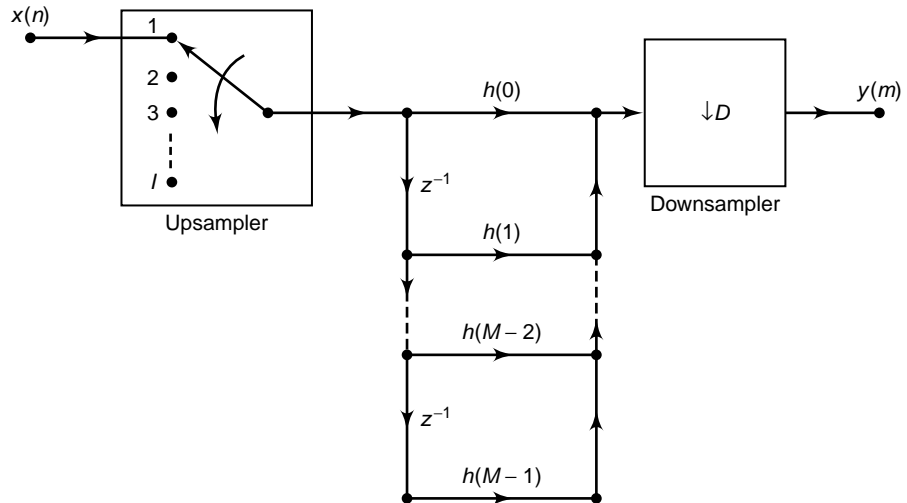 x(n)
1
2
3
I
Upsampler
h(0)
z⁻¹
h(1)
h(M – 2)
z⁻¹
h(M – 1)
↓D
Downsampler
y(m)